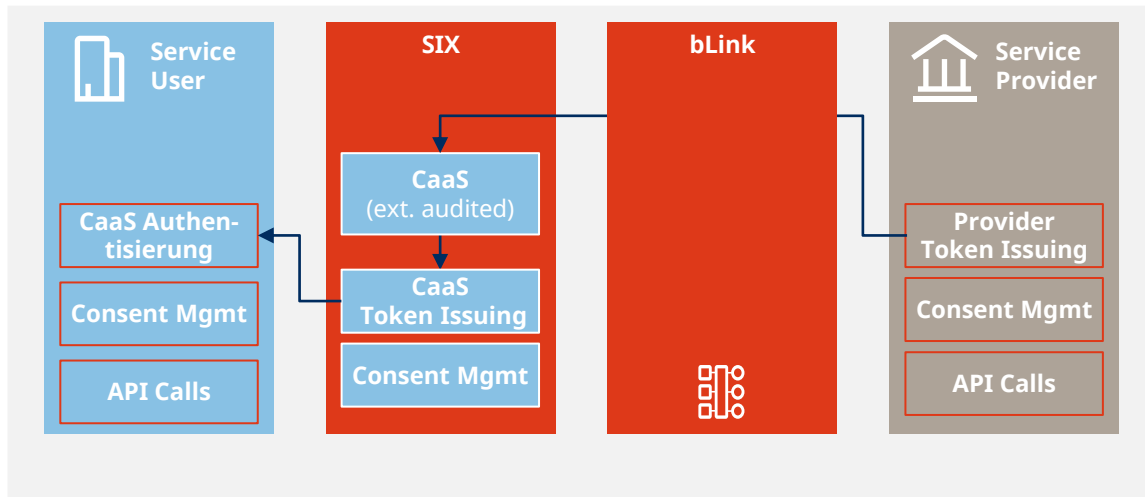 Service
User
CaaS Authen-
tisierung
Consent Mgmt
API Calls
SIX
CaaS
(ext. audited)
CaaS
Token Issuing
Consent Mgmt
bLink
Service
Provider
Provider
Token Issuing
Consent Mgmt
API Calls